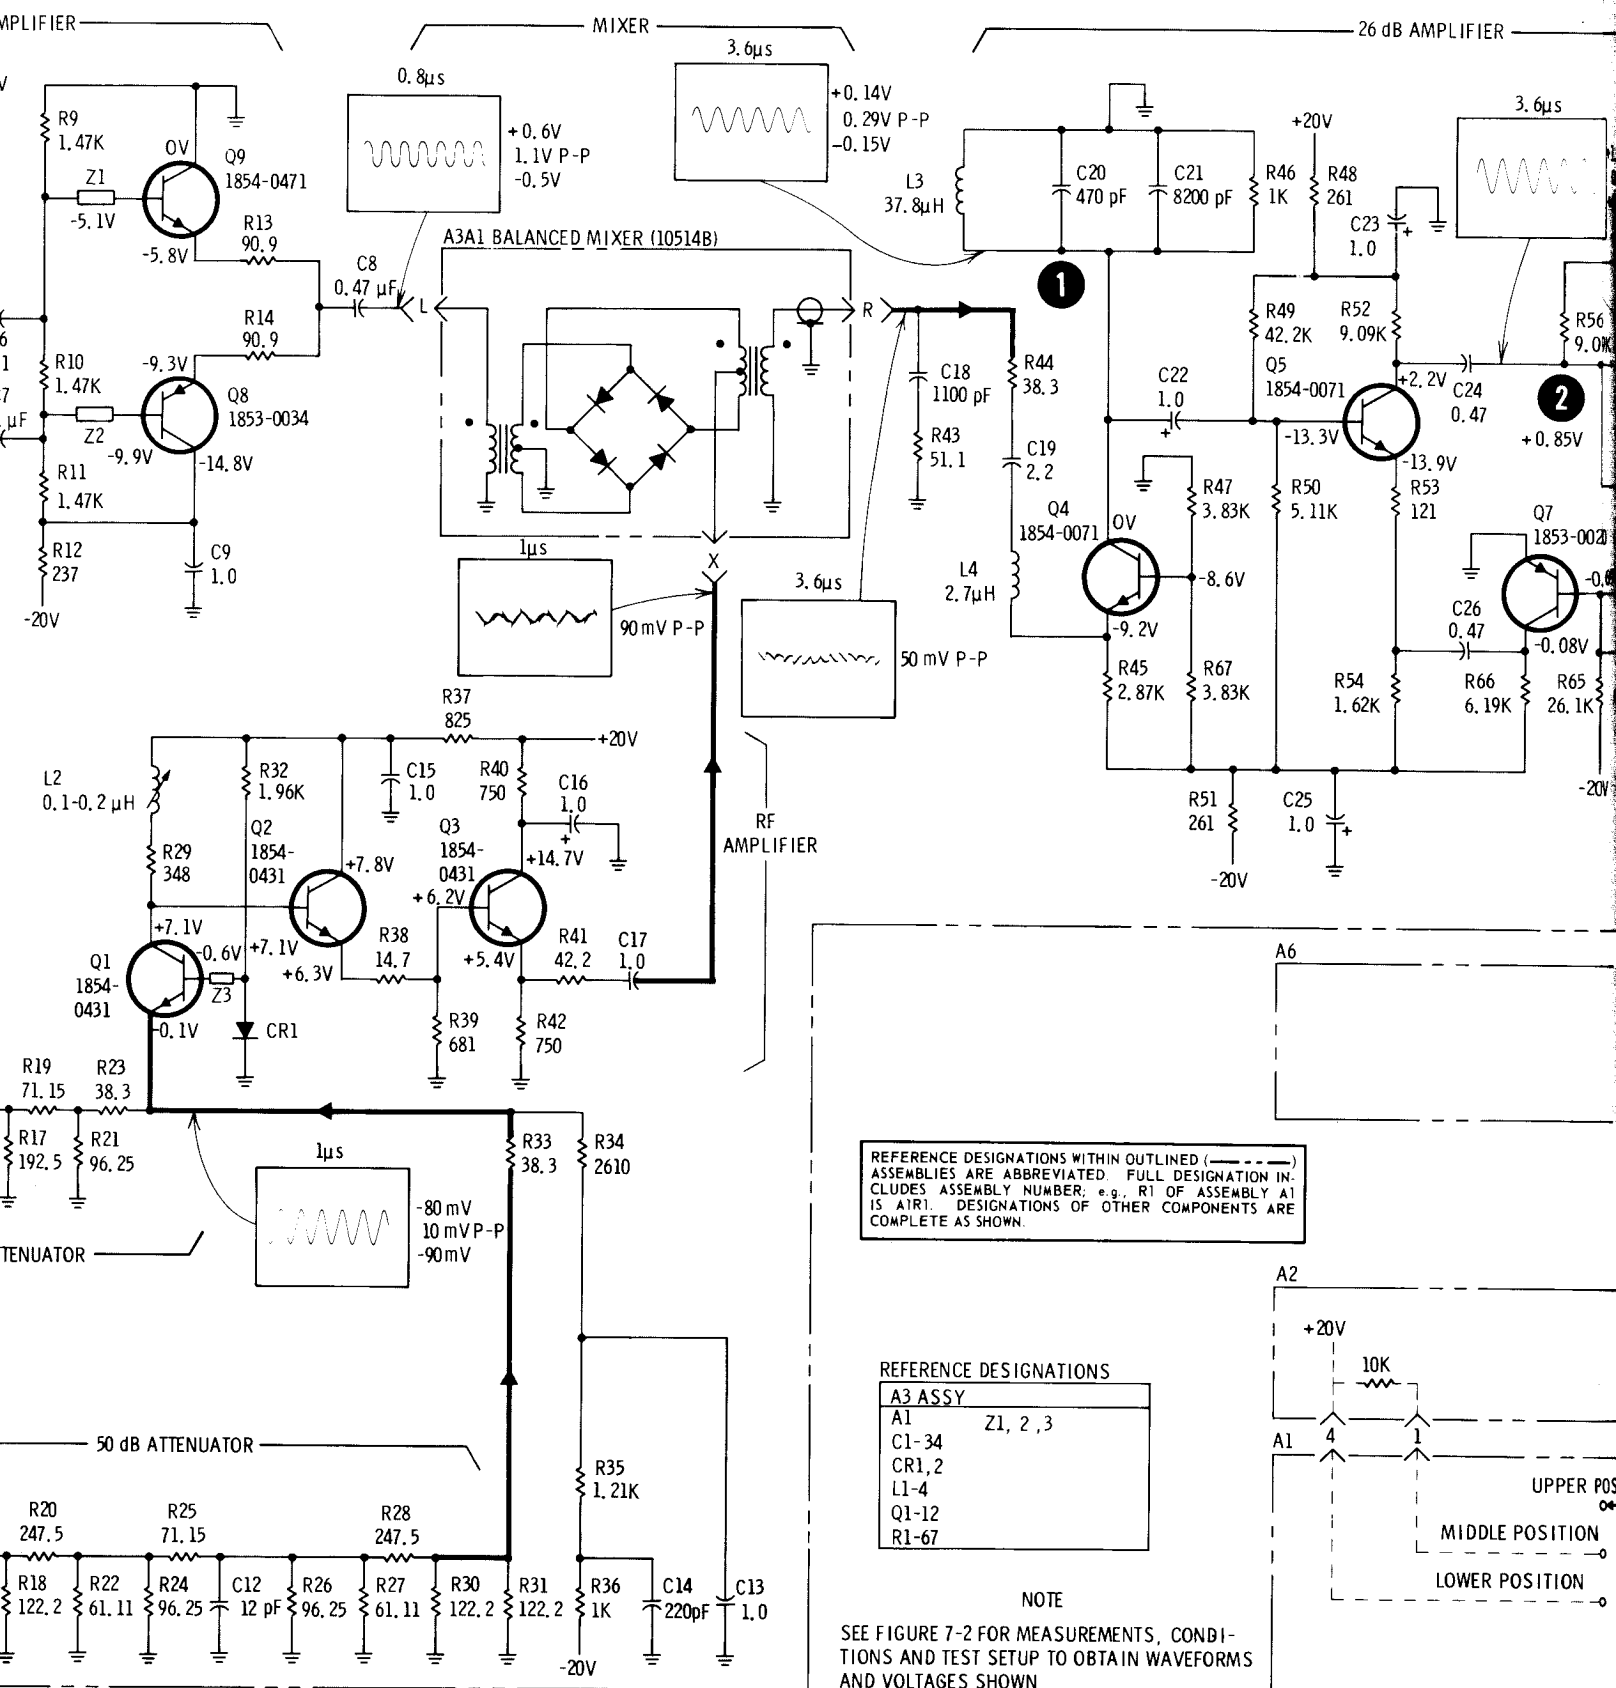 MPLIFIER
MIXER
26 dB AMPLIFIER
V
R9
1.47K
0V
Q9
1854-0471
Z1
-5.1V
-5.8V
R13
90.9
R14
90.9
C8
0.47 µF
6
1
7
µF
R10
1.47K
-9.3V
Q8
1853-0034
Z2
-9.9V
-14.8V
R11
1.47K
R12
237
-20V
C9
1.0
0.8µs
+0.6V
1.1V P-P
-0.5V
3.6µs
+0.14V
0.29V P-P
-0.15V
A3A1 BALANCED MIXER (10514B)
L
R
X
1µs
90mV P-P
3.6µs
50 mV P-P
C18
1100 pF
R43
51.1
R44
38.3
C19
2.2
L4
2.7µH
L3
37.8µH
C20
470 pF
C21
8200 pF
R46
1K
1
+20V
R48
261
C23
1.0
3.6µs
R49
42.2K
R52
9.09K
R56
Q5
1854-0071
+2.2V
C24
0.47
2
+0.85V
C22
1.0
-13.3V
-13.9V
Q4
1854-0071
0V
R47
3.83K
R50
5.11K
R53
121
Q7
-8.6V
-9.2V
C26
0.47
-0.08V
R45
2.87K
R67
3.83K
R54
1.62K
R66
6.19K
R65
26.1K
R51
261
C25
1.0
-20V
-20V
R37
825
+20V
L2
0.1-0.2 µH
R32
1.96K
C15
1.0
R40
750
C16
1.0
Q2
1854-
0431
Q3
1854-
0431
RF
AMPLIFIER
R29
348
+7.8V
+14.7V
+6.2V
+7.1V
-0.6V
+7.1V
+6.3V
R38
14.7
+5.4V
R41
42.2
C17
1.0
Q1
1854-
0431
Z3
-0.1V
CR1
R39
681
R42
750
R19
71.15
R23
38.3
R17
192.5
R21
96.25
1µs
-80 mV
10 mV P-P
-90mV
R33
38.3
R34
2610
TENUATOR
A6
REFERENCE DESIGNATIONS WITHIN OUTLINED (— - - —)
ASSEMBLIES ARE ABBREVIATED. FULL DESIGNATION IN-
CLUDES ASSEMBLY NUMBER; e.g., R1 OF ASSEMBLY A1
IS A1R1. DESIGNATIONS OF OTHER COMPONENTS ARE
COMPLETE AS SHOWN.
A2
+20V
10K
A1
4
1
UPPER POS
MIDDLE POSITION
LOWER POSITION
REFERENCE DESIGNATIONS
A3 ASSY
A1
Z1, 2 ,3
C1-34
CR1,2
L1-4
Q1-12
R1-67
50 dB ATTENUATOR
R35
1.21K
R20
247.5
R25
71.15
R28
247.5
R18
122.2
R22
61.11
R24
96.25
C12
12 pF
R26
96.25
R27
61.11
R30
122.2
R31
122.2
R36
1K
C14
220pF
C13
1.0
-20V
NOTE
SEE FIGURE 7-2 FOR MEASUREMENTS, CONDI-
TIONS AND TEST SETUP TO OBTAIN WAVEFORMS
AND VOLTAGES SHOWN